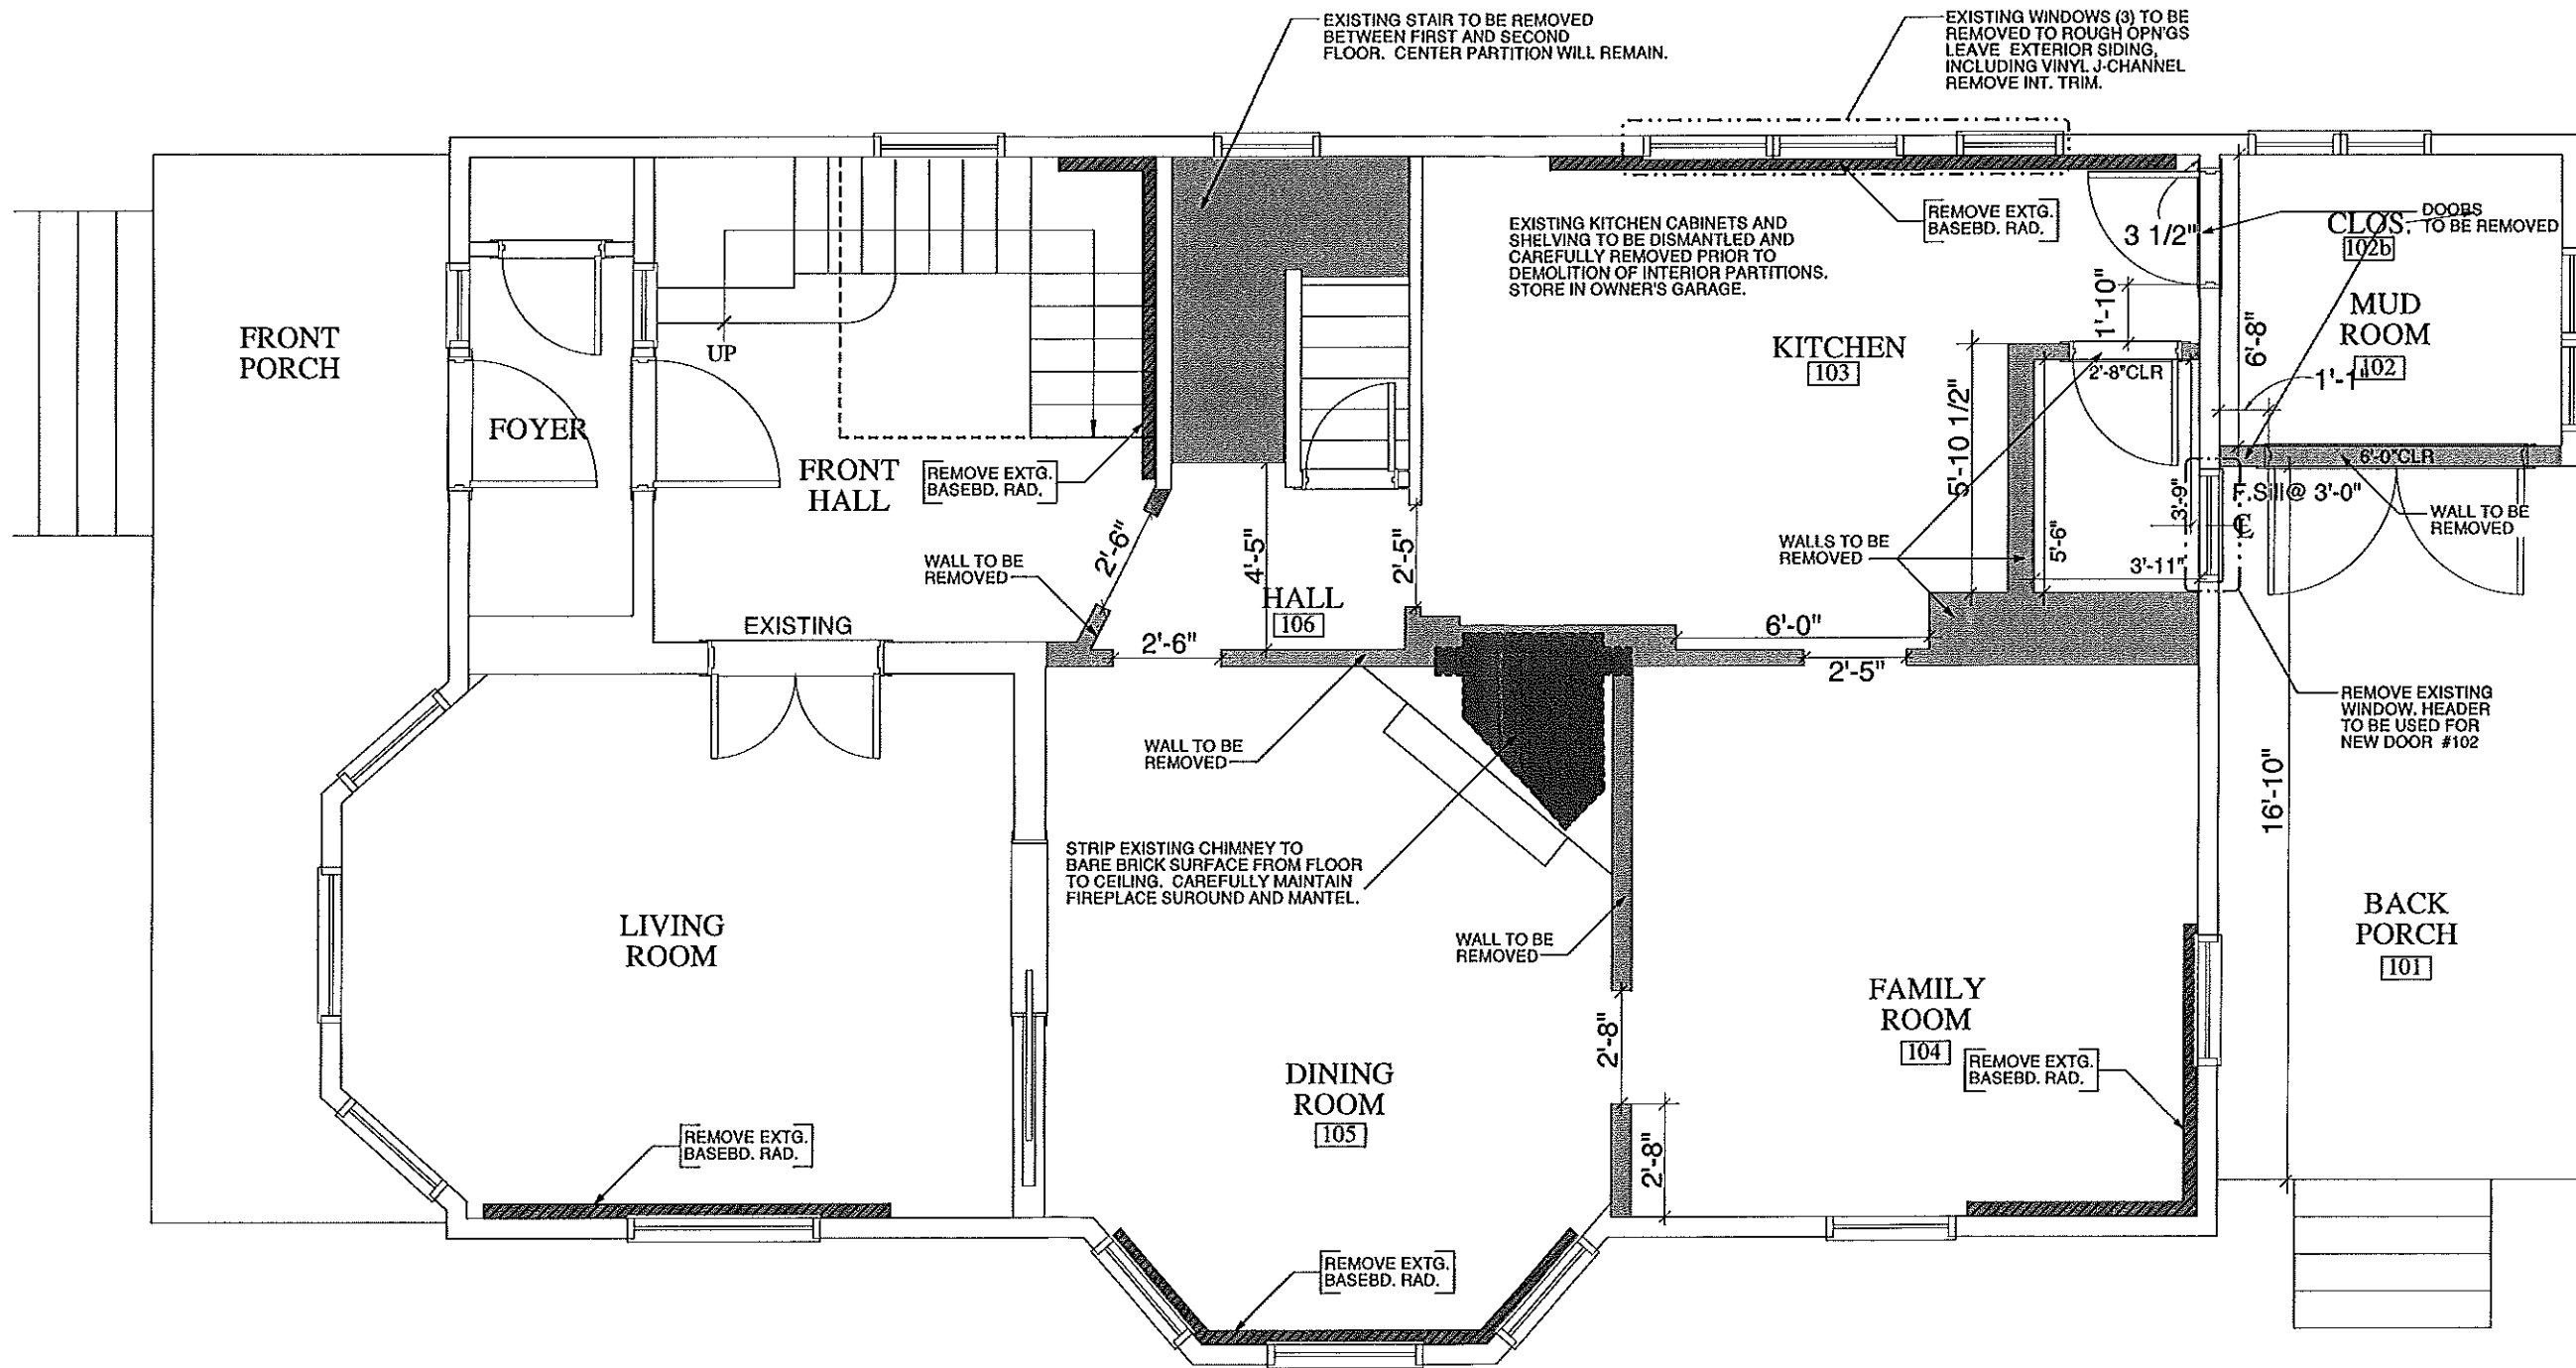 EXISTING STAIR TO BE REMOVED
BETWEEN FIRST AND SECOND
FLOOR. CENTER PARTITION WILL REMAIN.
EXISTING WINDOWS (3) TO BE
REMOVED TO ROUGH OPN'GS
LEAVE EXTERIOR SIDING,
INCLUDING VINYL J-CHANNEL
REMOVE INT. TRIM.
REMOVE EXTG.
BASEBD. RAD.
EXISTING KITCHEN CABINETS AND
SHELVING TO BE DISMANTLED AND
CAREFULLY REMOVED PRIOR TO
DEMOLITION OF INTERIOR PARTITIONS.
STORE IN OWNER'S GARAGE.
3 1/2"
CLOS.
102b
DOORS
TO BE REMOVED
1'-10"
6'-8"
MUD
ROOM
102
1'-1"
FRONT
PORCH
UP
FOYER
KITCHEN
103
2'-8"CLR
5'-10 1/2"
6'-0"CLR
FRONT
HALL
REMOVE EXTG.
BASEBD. RAD.
3'-9"
F.Sill@ 3'-0"
WALL TO BE
REMOVED
℄
2'-6"
4'-5"
2'-5"
WALLS TO BE
REMOVED
5'-6"
3'-11"
WALL TO BE
REMOVED
HALL
106
EXISTING
2'-6"
6'-0"
2'-5"
REMOVE EXISTING
WINDOW. HEADER
TO BE USED FOR
NEW DOOR #102
WALL TO BE
REMOVED
16'-10"
STRIP EXISTING CHIMNEY TO
BARE BRICK SURFACE FROM FLOOR
TO CEILING. CAREFULLY MAINTAIN
FIREPLACE SUROUND AND MANTEL.
LIVING
ROOM
WALL TO BE
REMOVED
BACK
PORCH
101
FAMILY
ROOM
104
2'-8"
REMOVE EXTG.
BASEBD. RAD.
DINING
ROOM
105
REMOVE EXTG.
BASEBD. RAD.
2'-8"
REMOVE EXTG.
BASEBD. RAD.